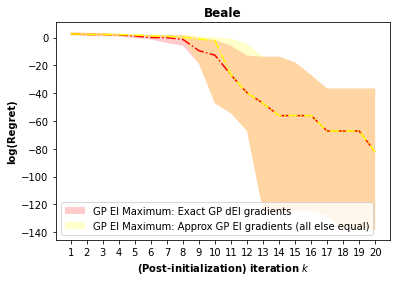 Beale
log(Regret)
0
−20
−40
−60
−80
−100
−120
−140
GP EI Maximum: Exact GP dEI gradients
GP EI Maximum: Approx GP EI gradients (all else equal)
1 2 3 4 5 6 7 8 9 10 11 12 13 14 15 16 17 18 19 20
(Post-initialization) iteration k